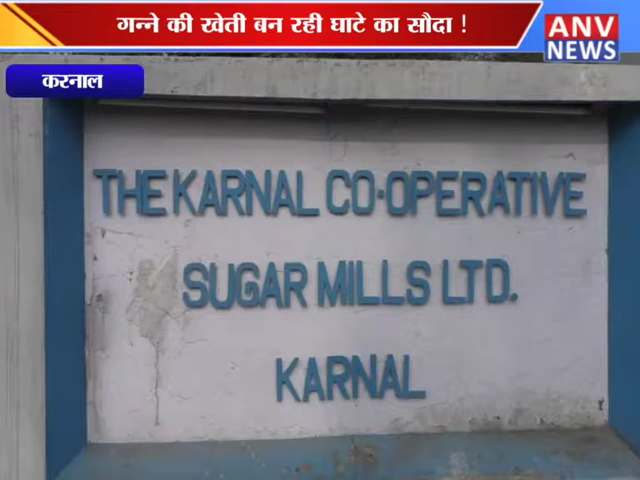 गन्ने की खेती बन रही घाटे का सौदा !
ANV
NEWS
करनाल
THE KARNAL CO-OPERATIVE
SUGAR MILLS LTD.
KARNAL